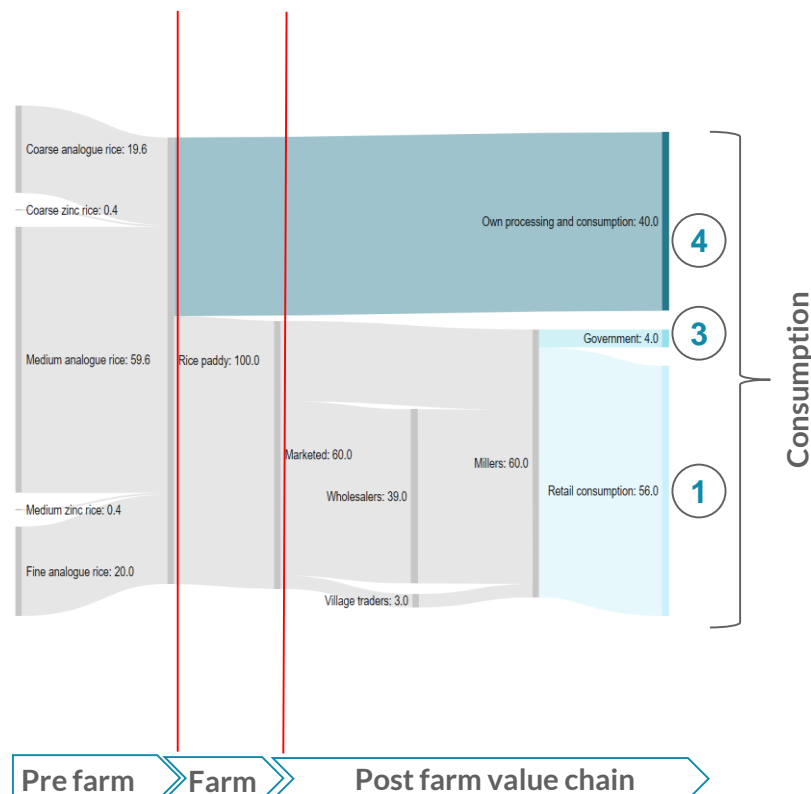 Coarse analogue rice: 19.6
Coarse zinc rice: 0.4
Medium analogue rice: 59.6
Medium zinc rice: 0.4
Fine analogue rice: 20.0
Rice paddy: 100.0
Marketed: 60.0
Wholesalers: 39.0
Village traders: 3.0
Millers: 60.0
Own processing and consumption: 40.0
Government: 4.0
Retail consumption: 56.0
4
3
1
Consumption
Pre farm
Farm
Post farm value chain